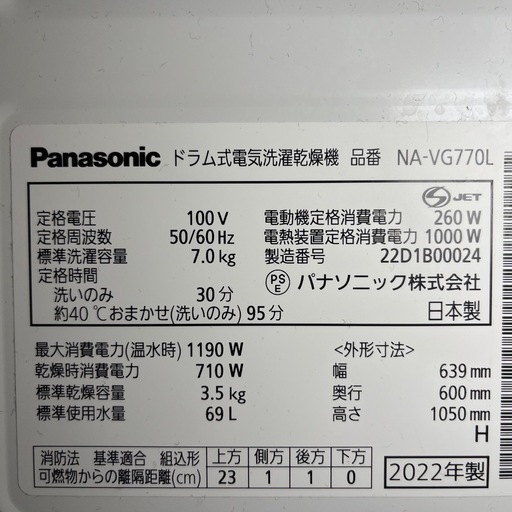 Panasonic ドラム式電気洗濯乾燥機 品番 NA-VG770L
S JET
定格電圧 100 V 電動機定格消費電力 260 W
定格周波数 50/60 Hz 電熱装置定格消費電力 1000 W
標準洗濯容量 7.0 kg 製造番号 22D1B00024
定格時間 PSE パナソニック株式会社
洗いのみ 30 分
約40℃おまかせ(洗いのみ) 95分 日本製
最大消費電力(温水時) 1190 W <外形寸法>
乾燥時消費電力 710 W 幅 639 mm
標準乾燥容量 3.5 kg 奥行 600 mm
標準使用水量 69 L 高さ 1050 mm
H
消防法 基準適合 組込形 上方 側方 後方 下方
可燃物からの離隔距離(cm) 23 1 1 0 2022年製